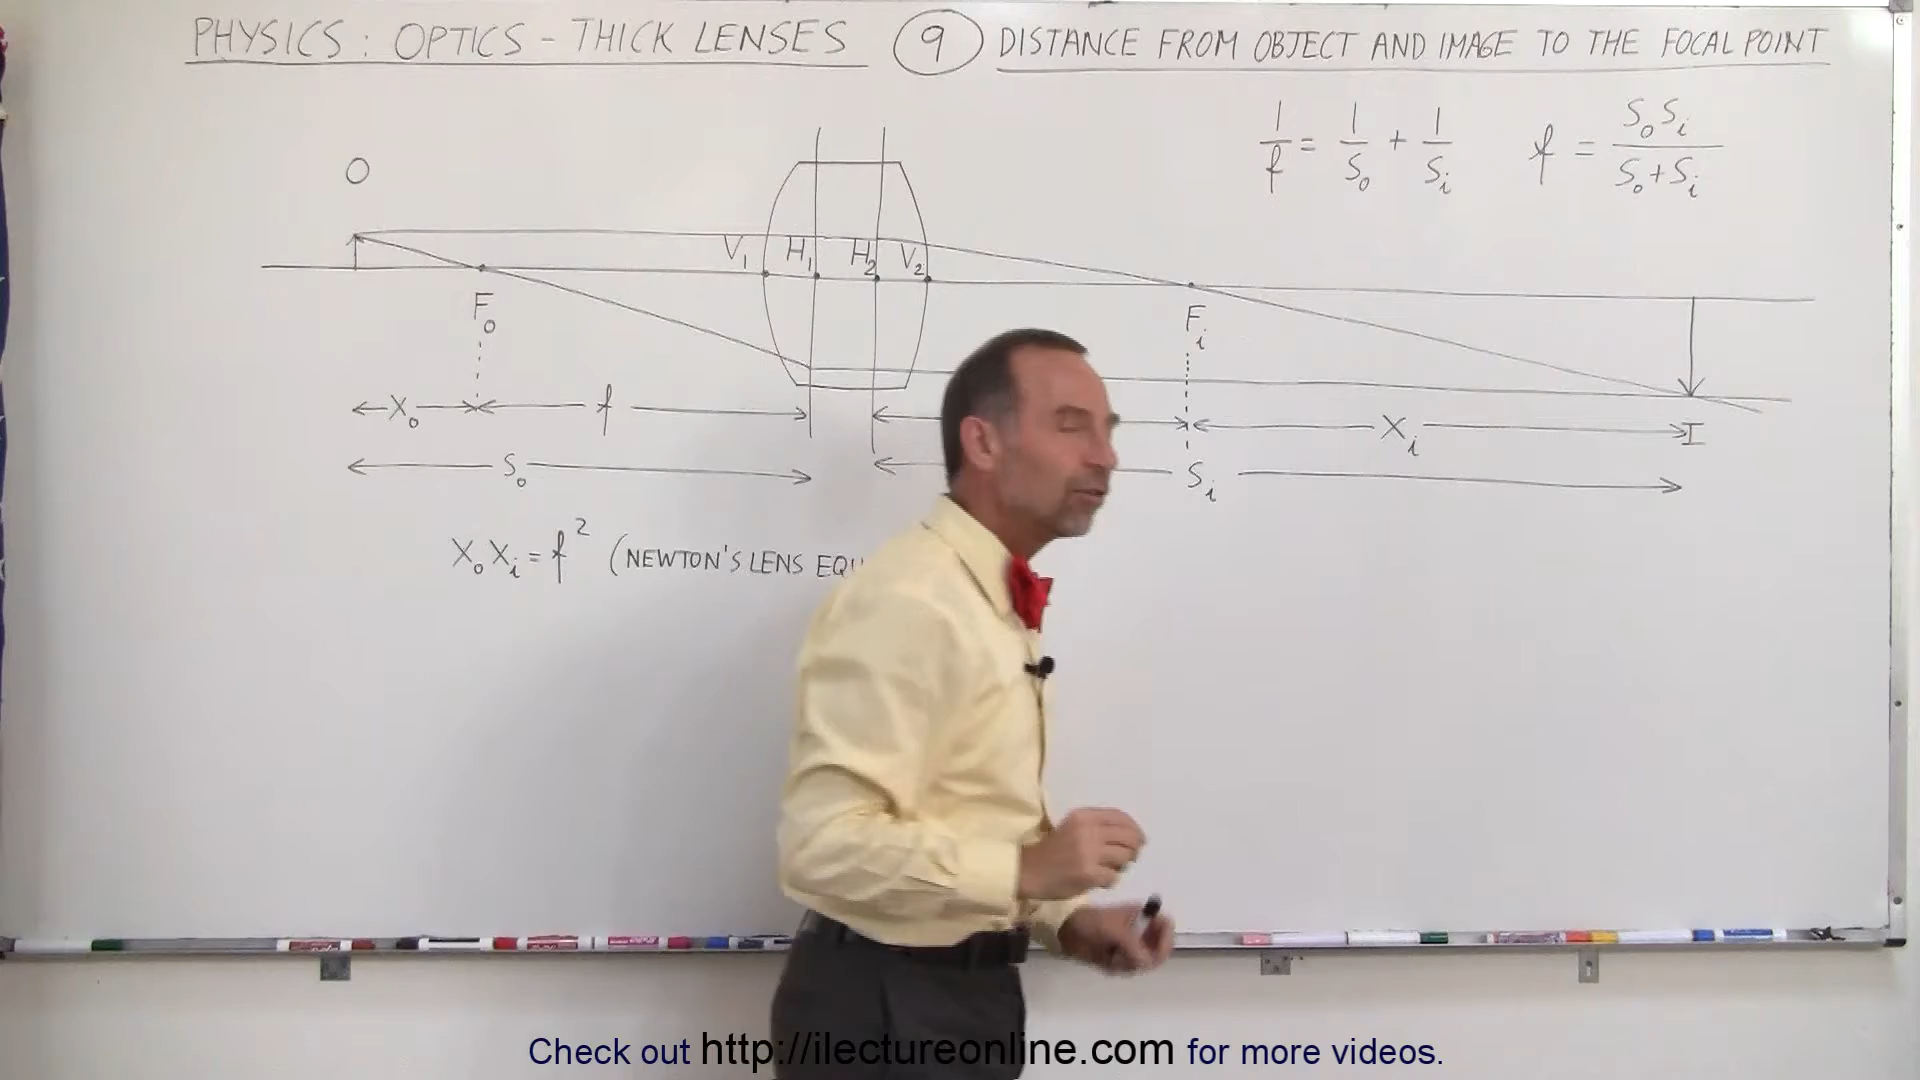 PHYSICS: OPTICS - THICK LENSES ⑨ DISTANCE FROM OBJECT AND IMAGE TO THE FOCAL POINT
1/f = 1/S₀ + 1/Sᵢ f = S₀Sᵢ/(S₀+Sᵢ)
O
V₁ H₁ H₂ V₂
F₀ Fᵢ
X₀ f Xᵢ I
S₀ Sᵢ
X₀Xᵢ = f² (NEWTON'S LENS
Check out http://ilectureonline.com for more videos.